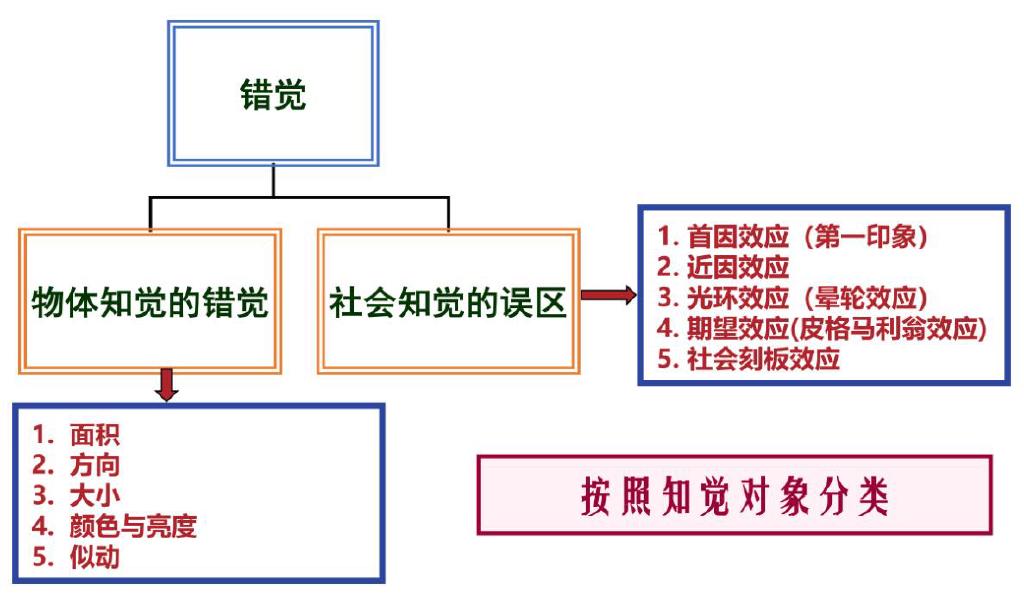 错觉
物体知觉的错觉
社会知觉的误区
1. 首因效应（第一印象）
2. 近因效应
3. 光环效应（晕轮效应）
4. 期望效应(皮格马利翁效应)
5. 社会刻板效应
1. 面积
2. 方向
3. 大小
4. 颜色与亮度
5. 似动
按照知觉对象分类